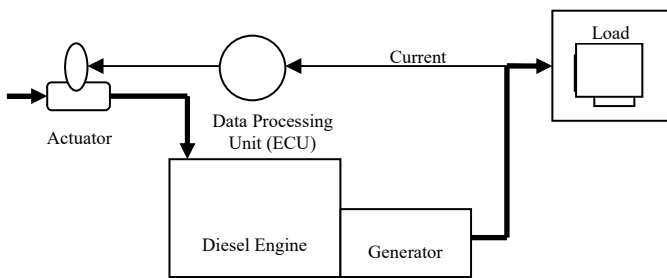 Load
Current
Actuator
Data Processing
Unit (ECU)
Diesel Engine
Generator